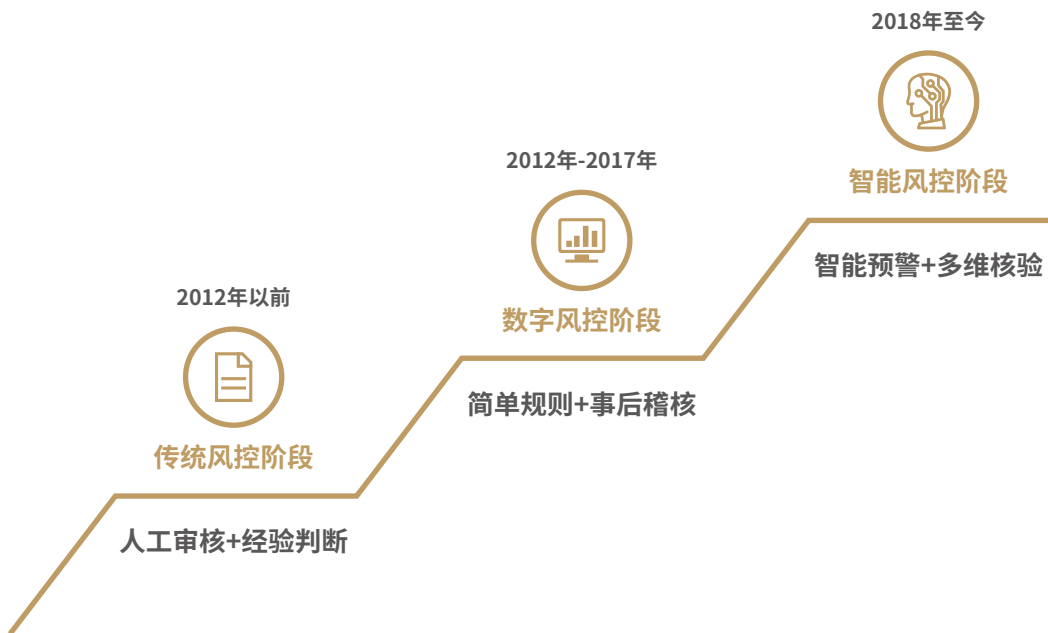 2018年至今
智能风控阶段
智能预警+多维核验
2012年-2017年
数字风控阶段
简单规则+事后稽核
2012年以前
传统风控阶段
人工审核+经验判断